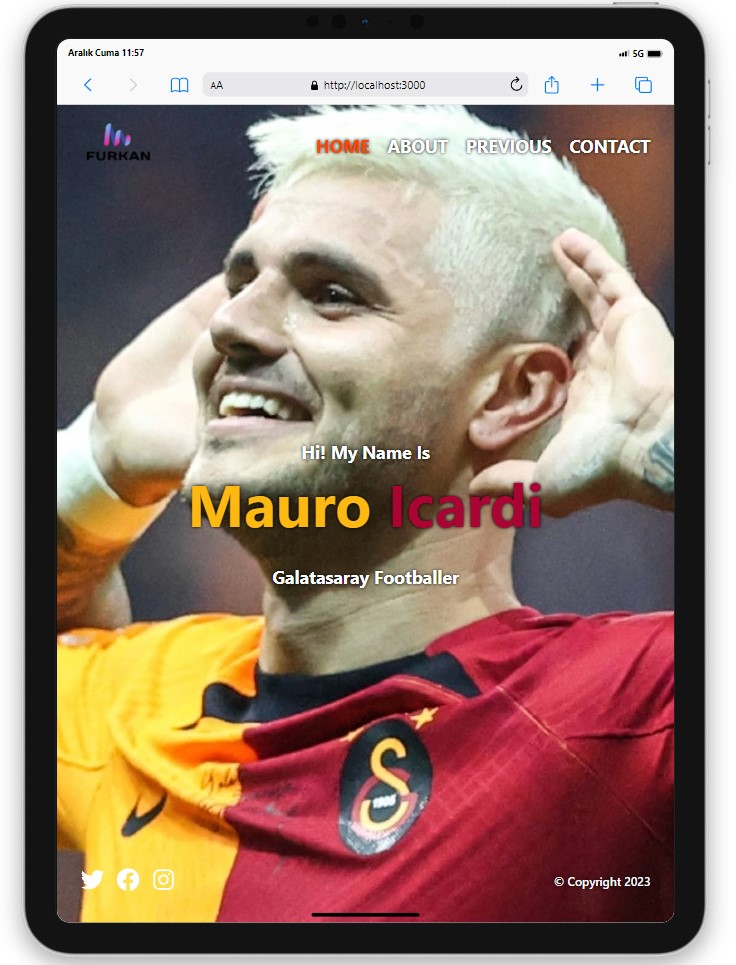 Aralık Cuma 11:57
5G
AA
http://localhost:3000
FURKAN
HOME ABOUT PREVIOUS CONTACT
Hi! My Name Is
Mauro Icardi
Galatasaray Footballer
1905
© Copyright 2023